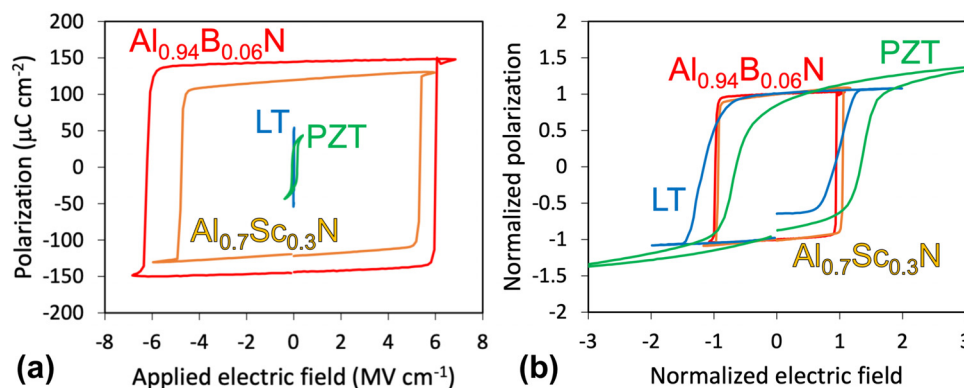 200
150
100
50
0
-50
-100
-150
-200
Polarization (μC cm⁻²)
Al₀.₉₄B₀.₀₆N
LT
PZT
Al₀.₇Sc₀.₃N
-8 -6 -4 -2 0 2 4 6 8
(a) Applied electric field (MV cm⁻¹)
2
1.5
1
0.5
0
-0.5
-1
-1.5
-2
Normalized polarization
PZT
Al₀.₉₄B₀.₀₆N
LT
Al₀.₇Sc₀.₃N
-3 -2 -1 0 1 2 3
(b) Normalized electric field